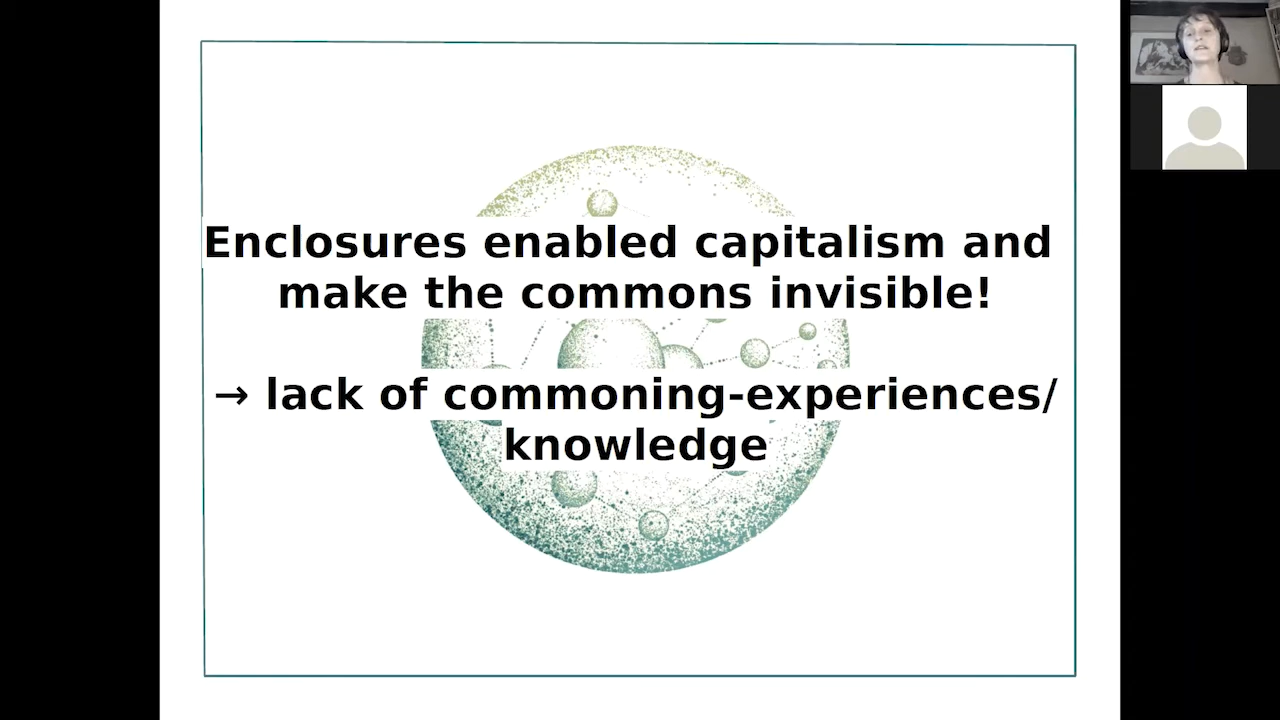 Enclosures enabled capitalism and
make the commons invisible!
→ lack of commoning-experiences/
knowledge